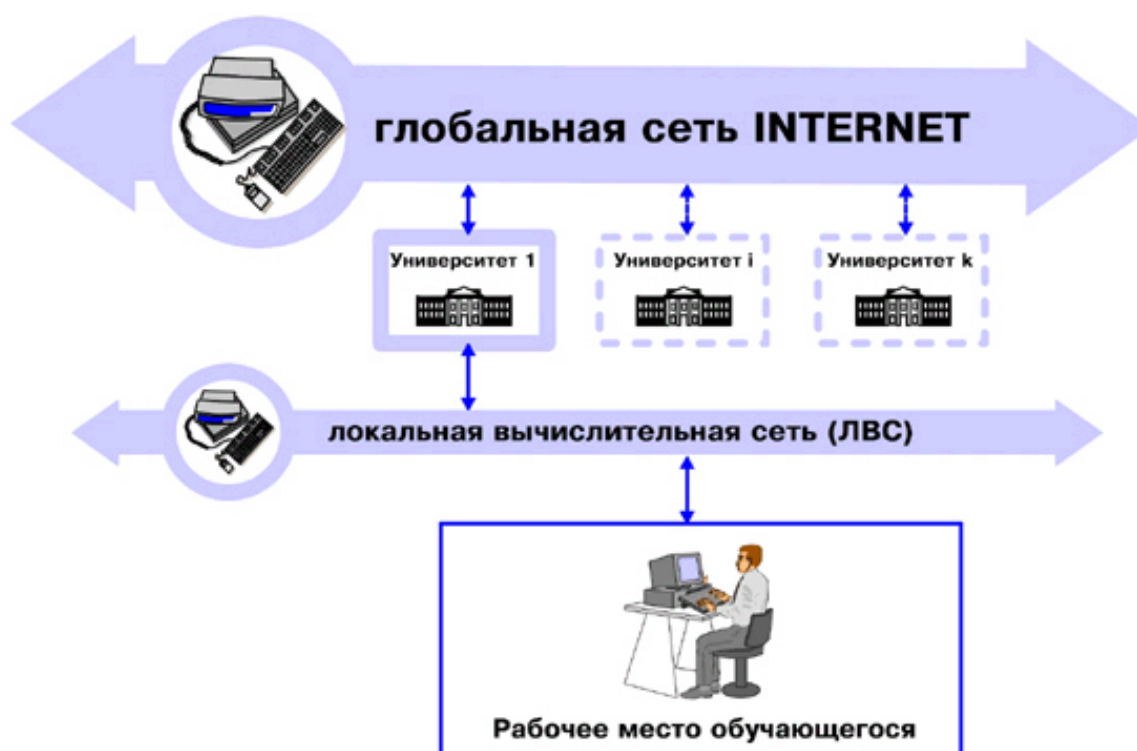 глобальная сеть INTERNET
Университет 1
Университет i
Университет k
локальная вычислительная сеть (ЛВС)
Рабочее место обучающегося